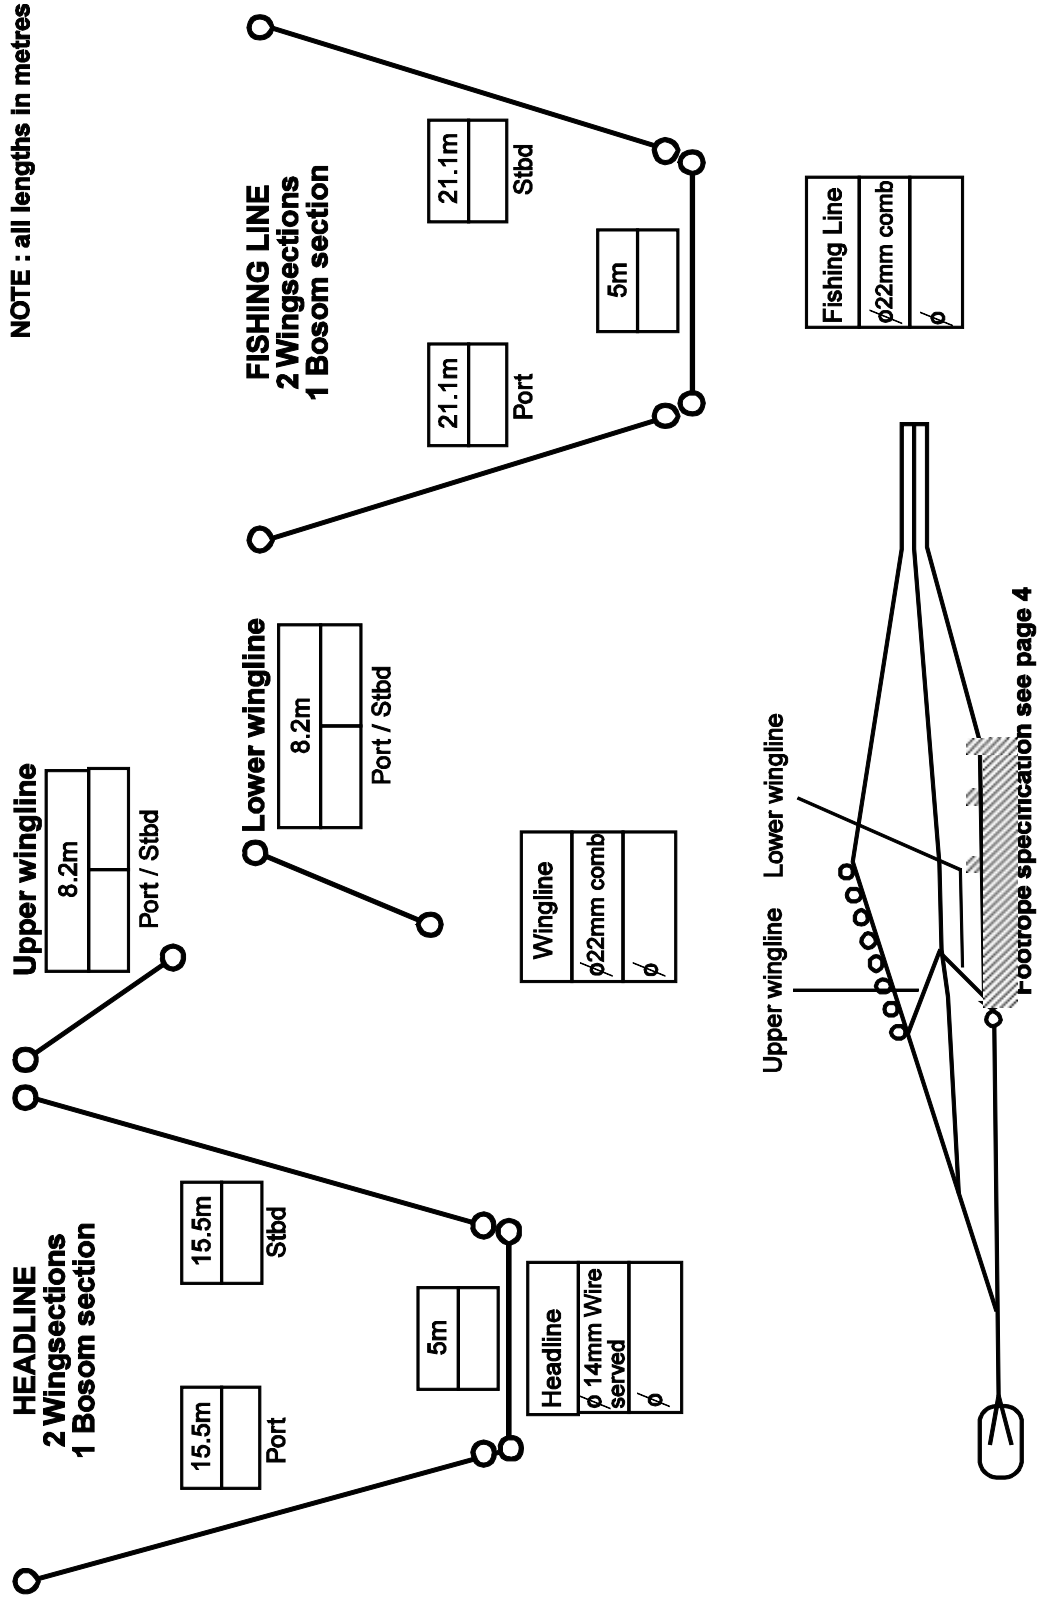 NOTE : all lengths in metres
HEADLINE
2 Wingsections
1 Bosom section
15.5m
Port
15.5m
Stbd
5m
Headline
ø 14mm Wire
served
ø
Upper wingline
8.2m
Port / Stbd
Lower wingline
8.2m
Port / Stbd
Wingline
ø22mm comb
ø
FISHING LINE
2 Wingsections
1 Bosom section
21.1m
Port
21.1m
Stbd
5m
Fishing Line
ø22mm comb
ø
Upper wingline
Lower wingline
Footrope specification see page 4